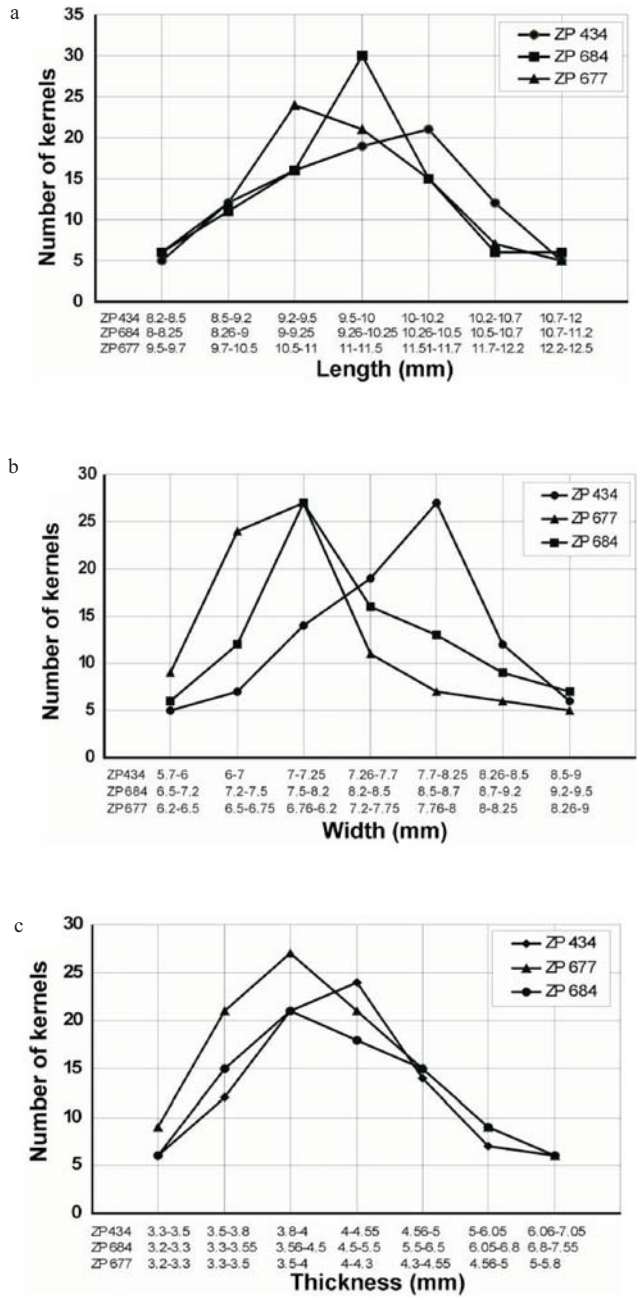 a
35
30
25
20
15
10
5
0
Number of kernels
ZP 434
ZP 684
ZP 677
ZP434 8.2-8.5 8.5-9.2 9.2-9.5 9.5-10 10-10.2 10.2-10.7 10.7-12
ZP684 8-8.25 8.26-9 9-9.25 9.26-10.25 10.26-10.5 10.5-10.7 10.7-11.2
ZP677 9.5-9.7 9.7-10.5 10.5-11 11-11.5 11.51-11.7 11.7-12.2 12.2-12.5
Length (mm)
b
30
25
20
15
10
5
0
Number of kernels
ZP 434
ZP 677
ZP 684
ZP434 5.7-6 6-7 7-7.25 7.26-7.7 7.7-8.25 8.26-8.5 8.5-9
ZP684 6.5-7.2 7.2-7.5 7.5-8.2 8.2-8.5 8.5-8.7 8.7-9.2 9.2-9.5
ZP677 6.2-6.5 6.5-6.75 6.76-6.2 7.2-7.75 7.76-8 8-8.25 8.26-9
Width (mm)
c
30
25
20
15
10
5
0
Number of kernels
ZP 434
ZP 677
ZP 684
ZP434 3.3-3.5 3.5-3.8 3.8-4 4-4.55 4.56-5 5-6.05 6.06-7.05
ZP684 3.2-3.3 3.3-3.55 3.56-4.5 4.5-5.5 5.5-6.5 6.05-6.8 6.8-7.55
ZP677 3.2-3.3 3.3-3.5 3.5-4 4-4.3 4.3-4.55 4.56-5 5-5.8
Thickness (mm)